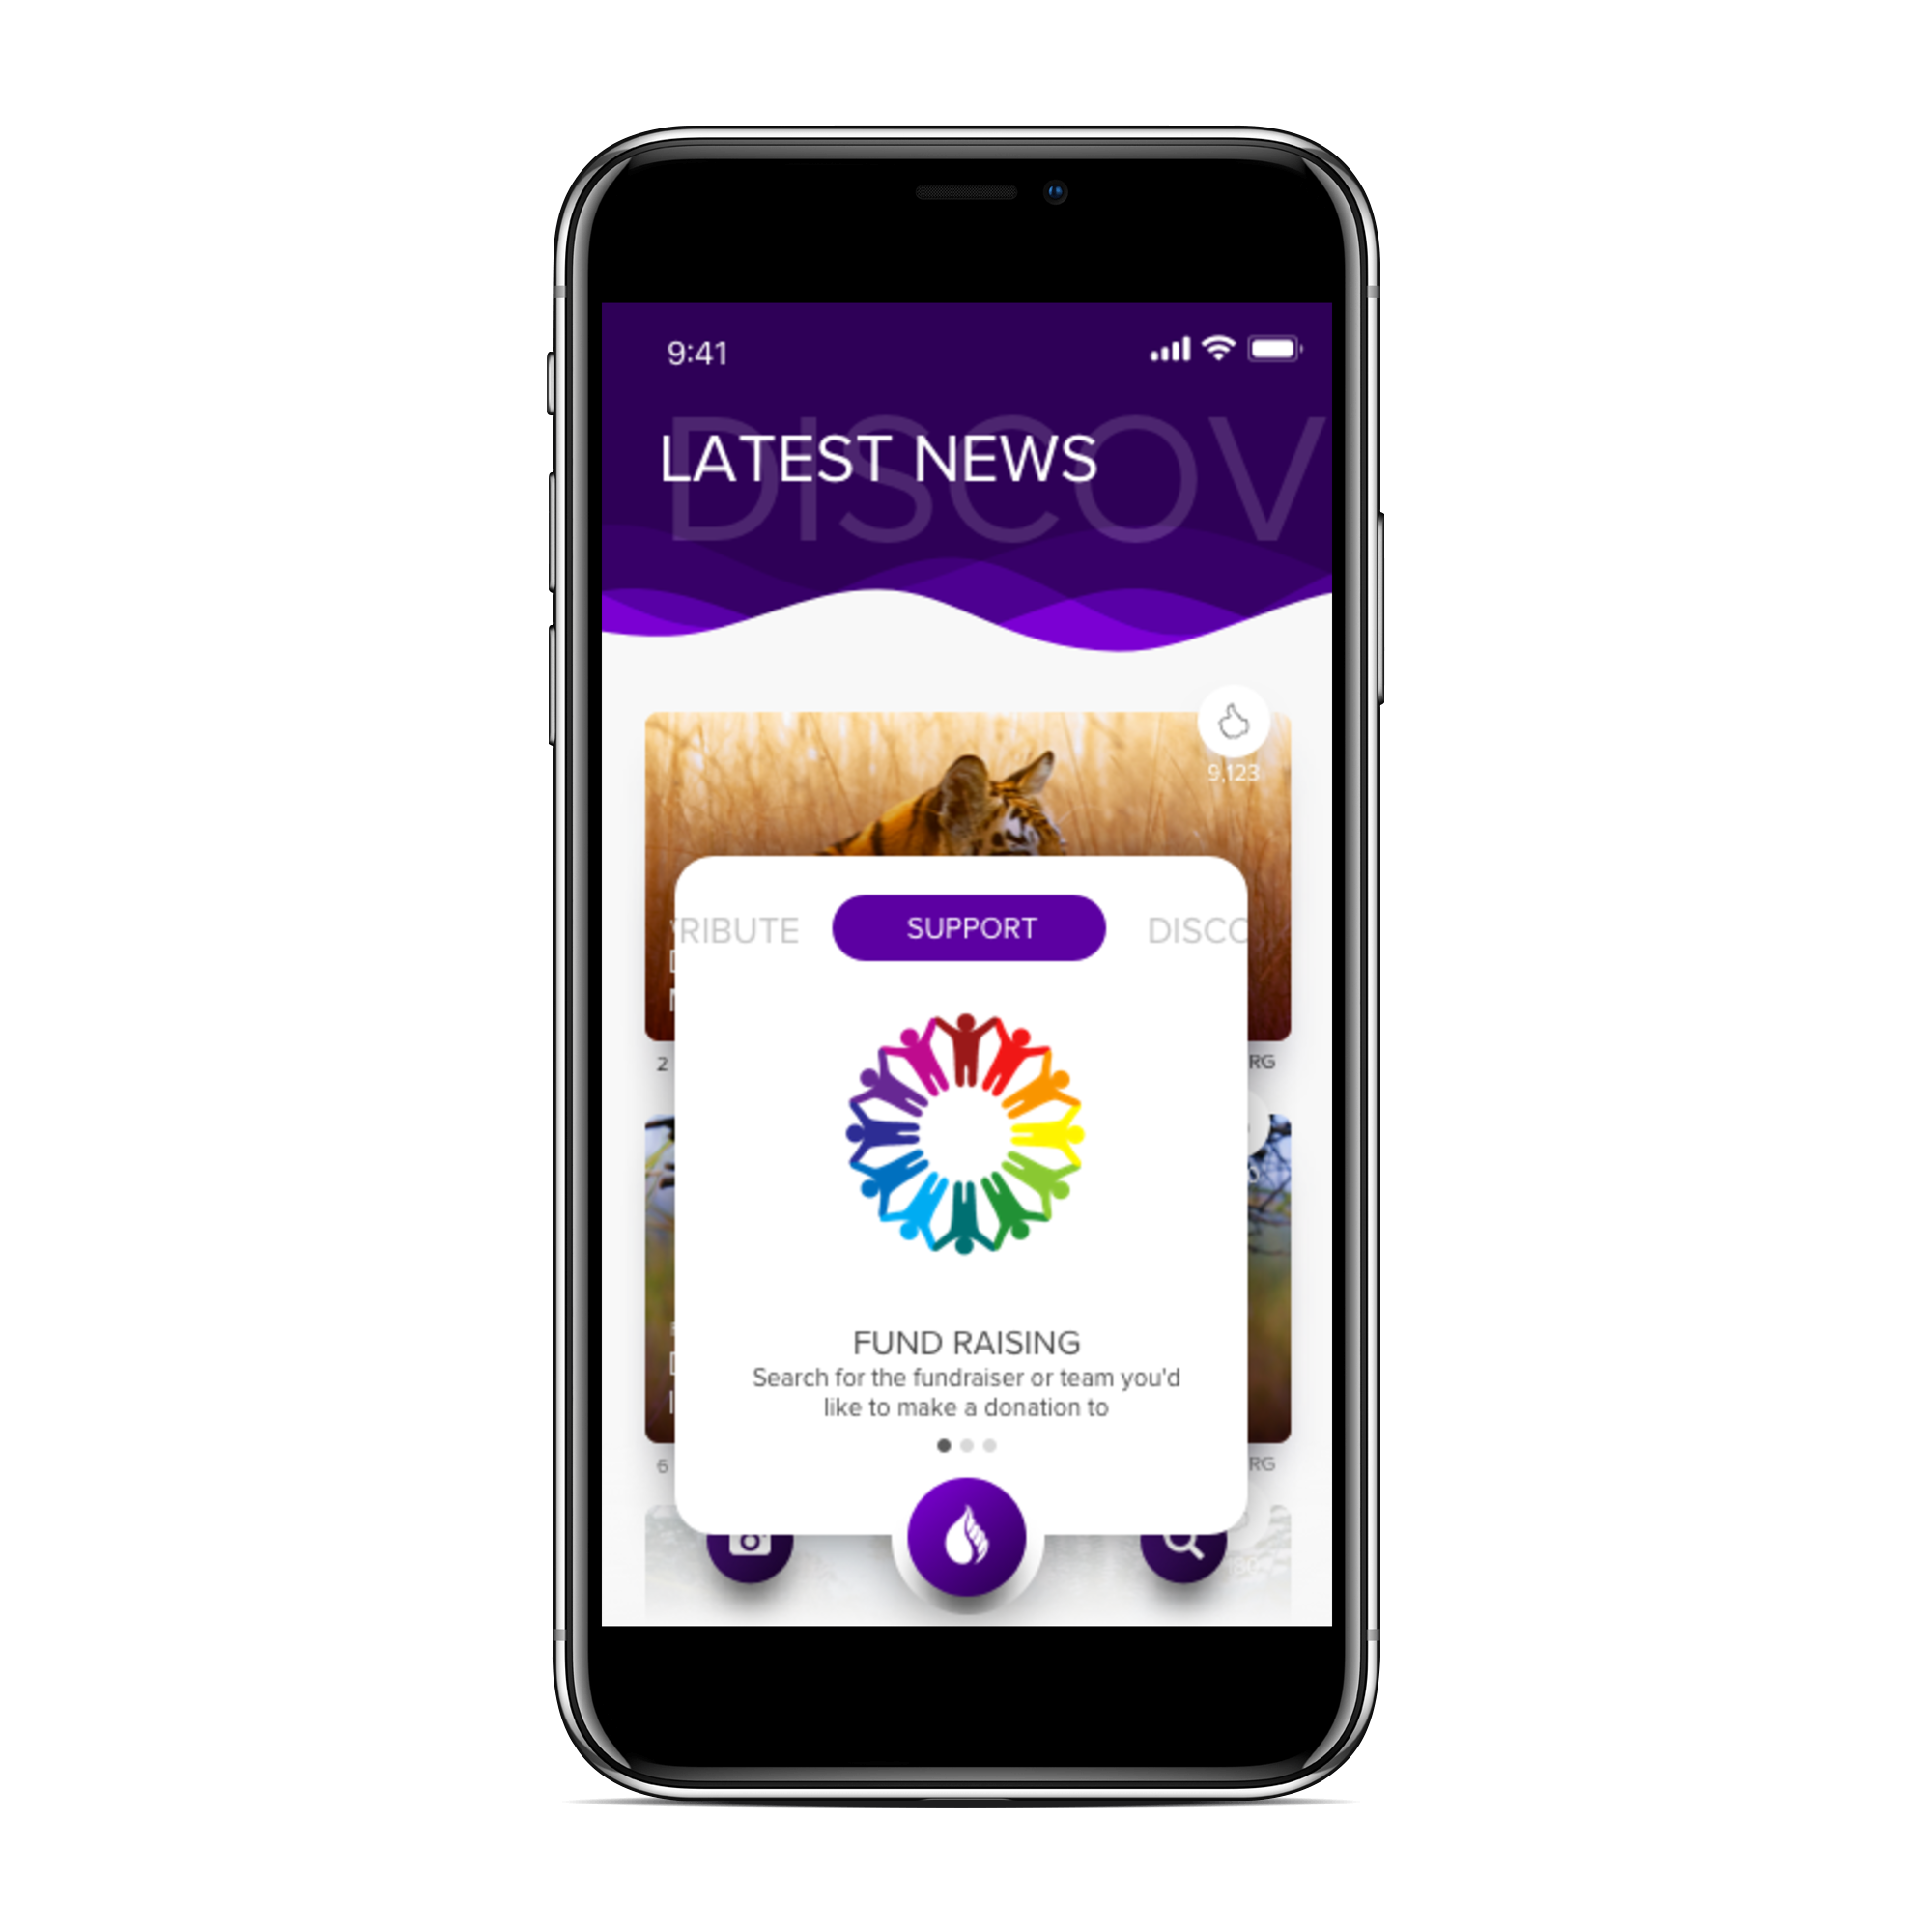 9:41
DISCOV
LATEST NEWS
9,123
RIBUTE
SUPPORT
DISCO
2
RG
FUND RAISING
Search for the fundraiser or team you'd
like to make a donation to
6
RG